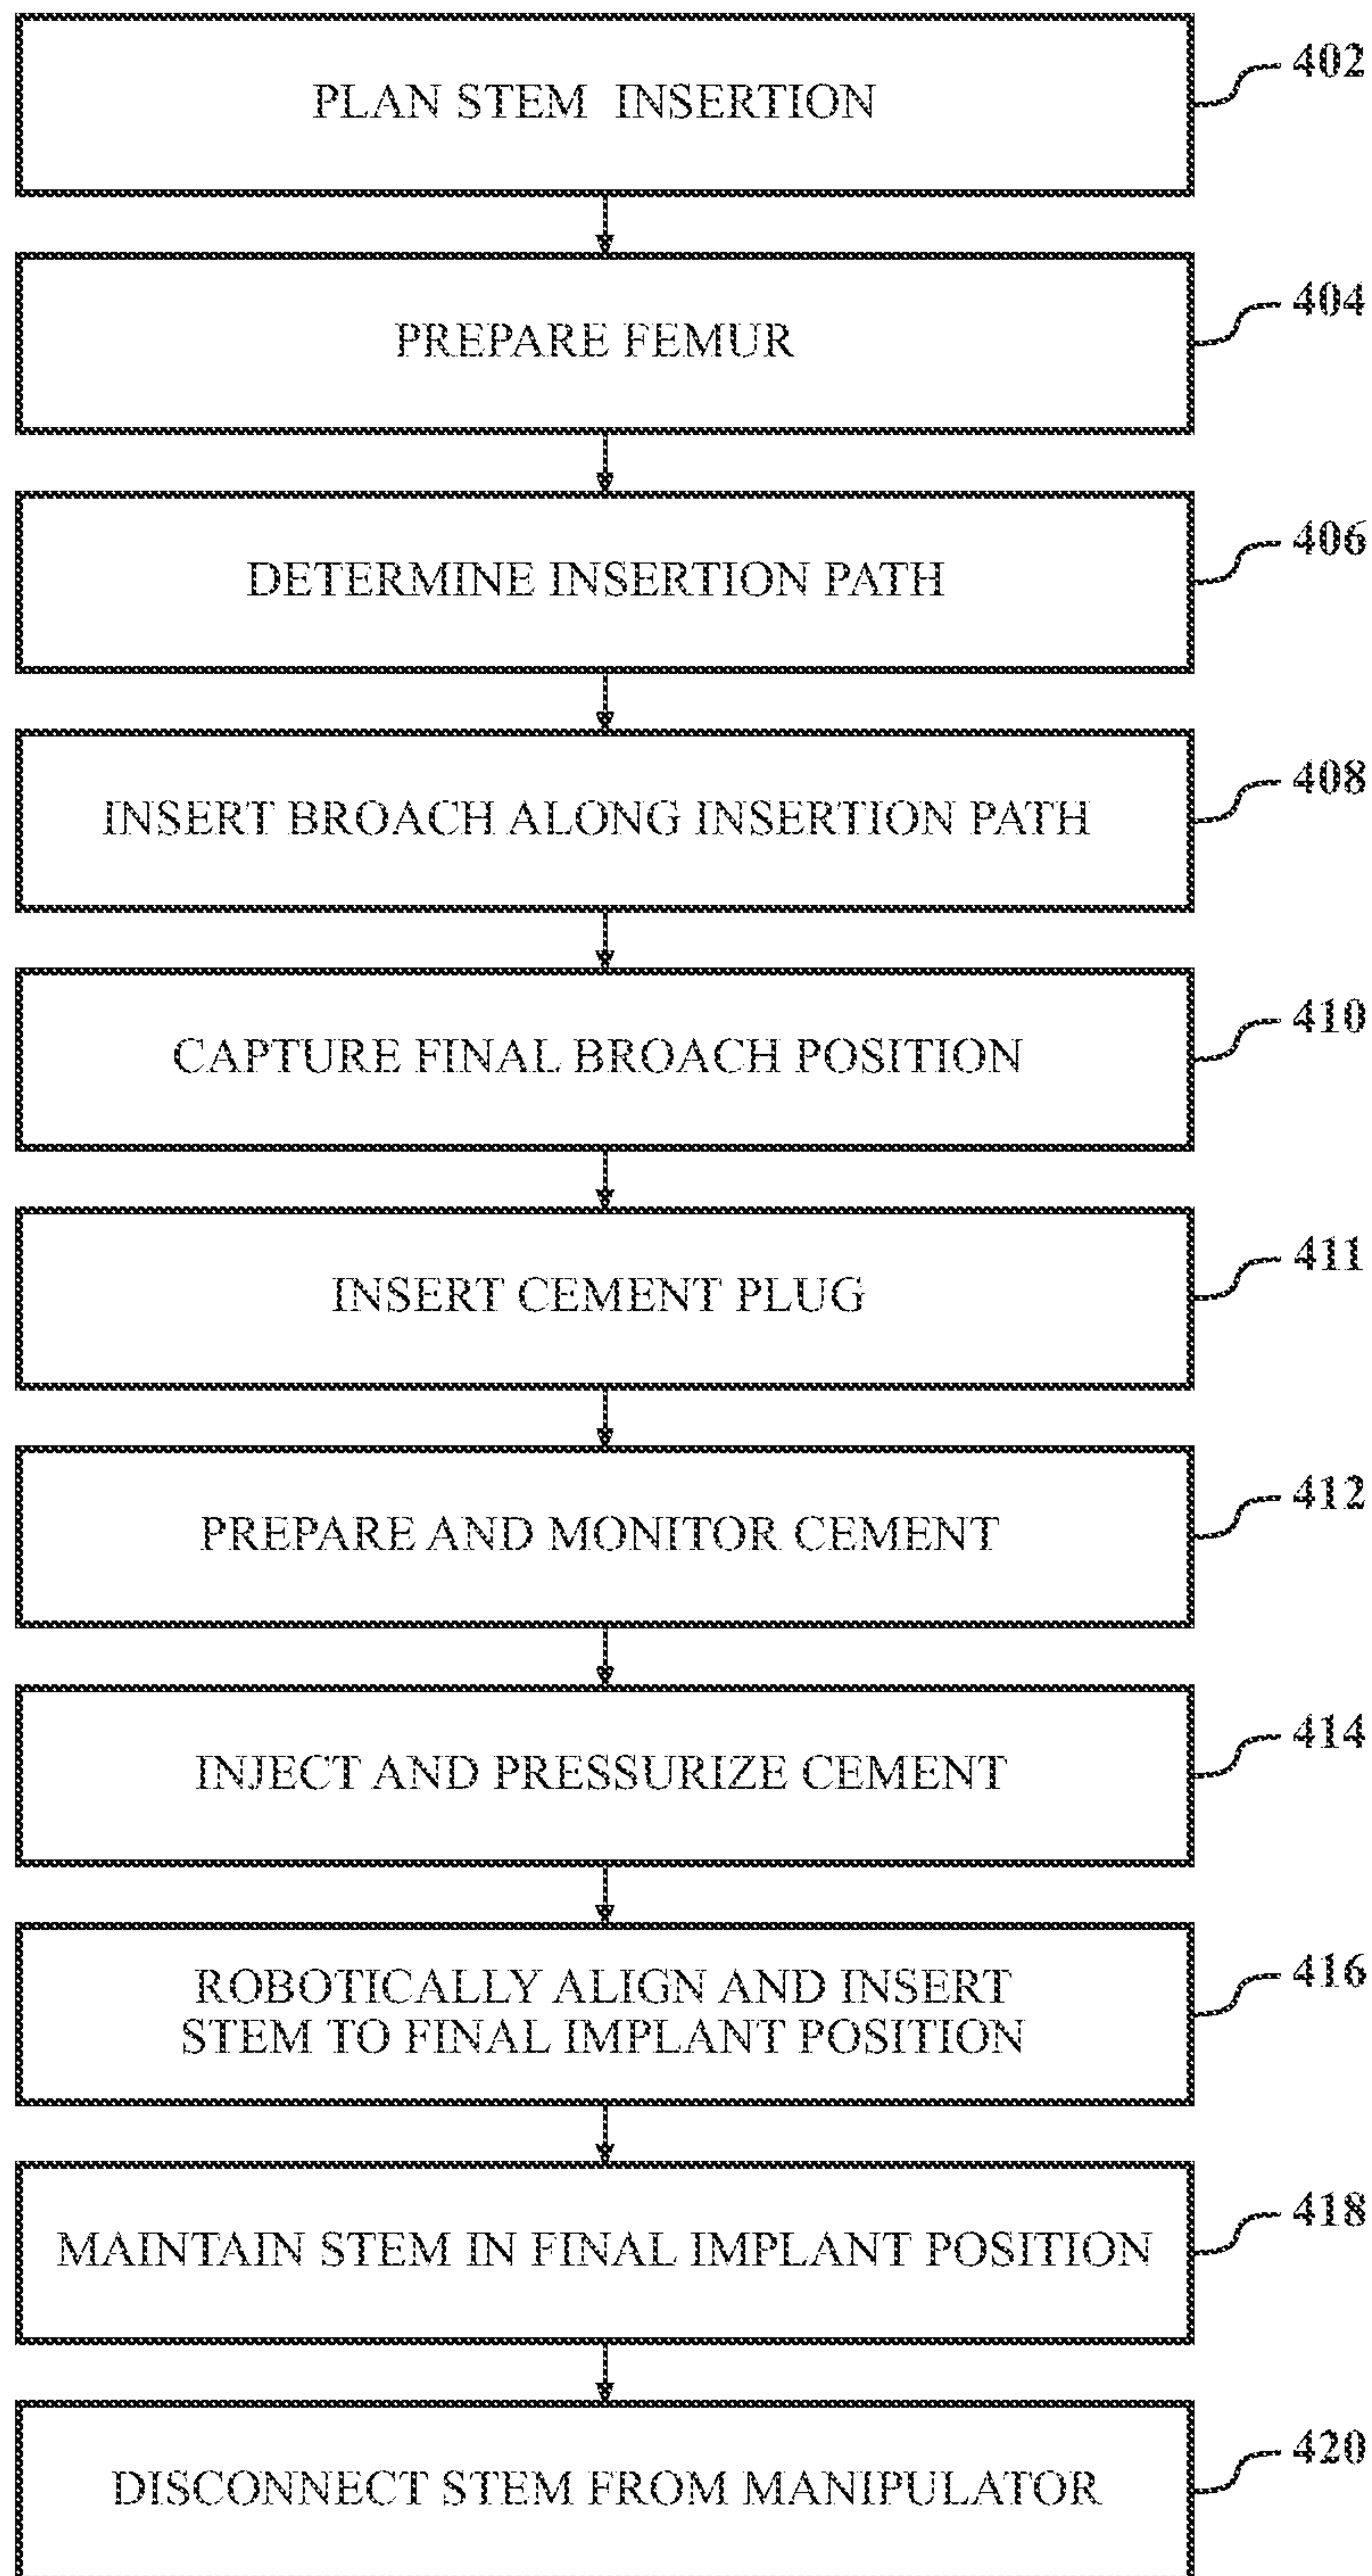 PLAN STEM INSERTION
402
PREPARE FEMUR
404
DETERMINE INSERTION PATH
406
INSERT BROACH ALONG INSERTION PATH
408
CAPTURE FINAL BROACH POSITION
410
INSERT CEMENT PLUG
411
PREPARE AND MONITOR CEMENT
412
INJECT AND PRESSURIZE CEMENT
414
ROBOTICALLY ALIGN AND INSERT
STEM TO FINAL IMPLANT POSITION
416
MAINTAIN STEM IN FINAL IMPLANT POSITION
418
DISCONNECT STEM FROM MANIPULATOR
420